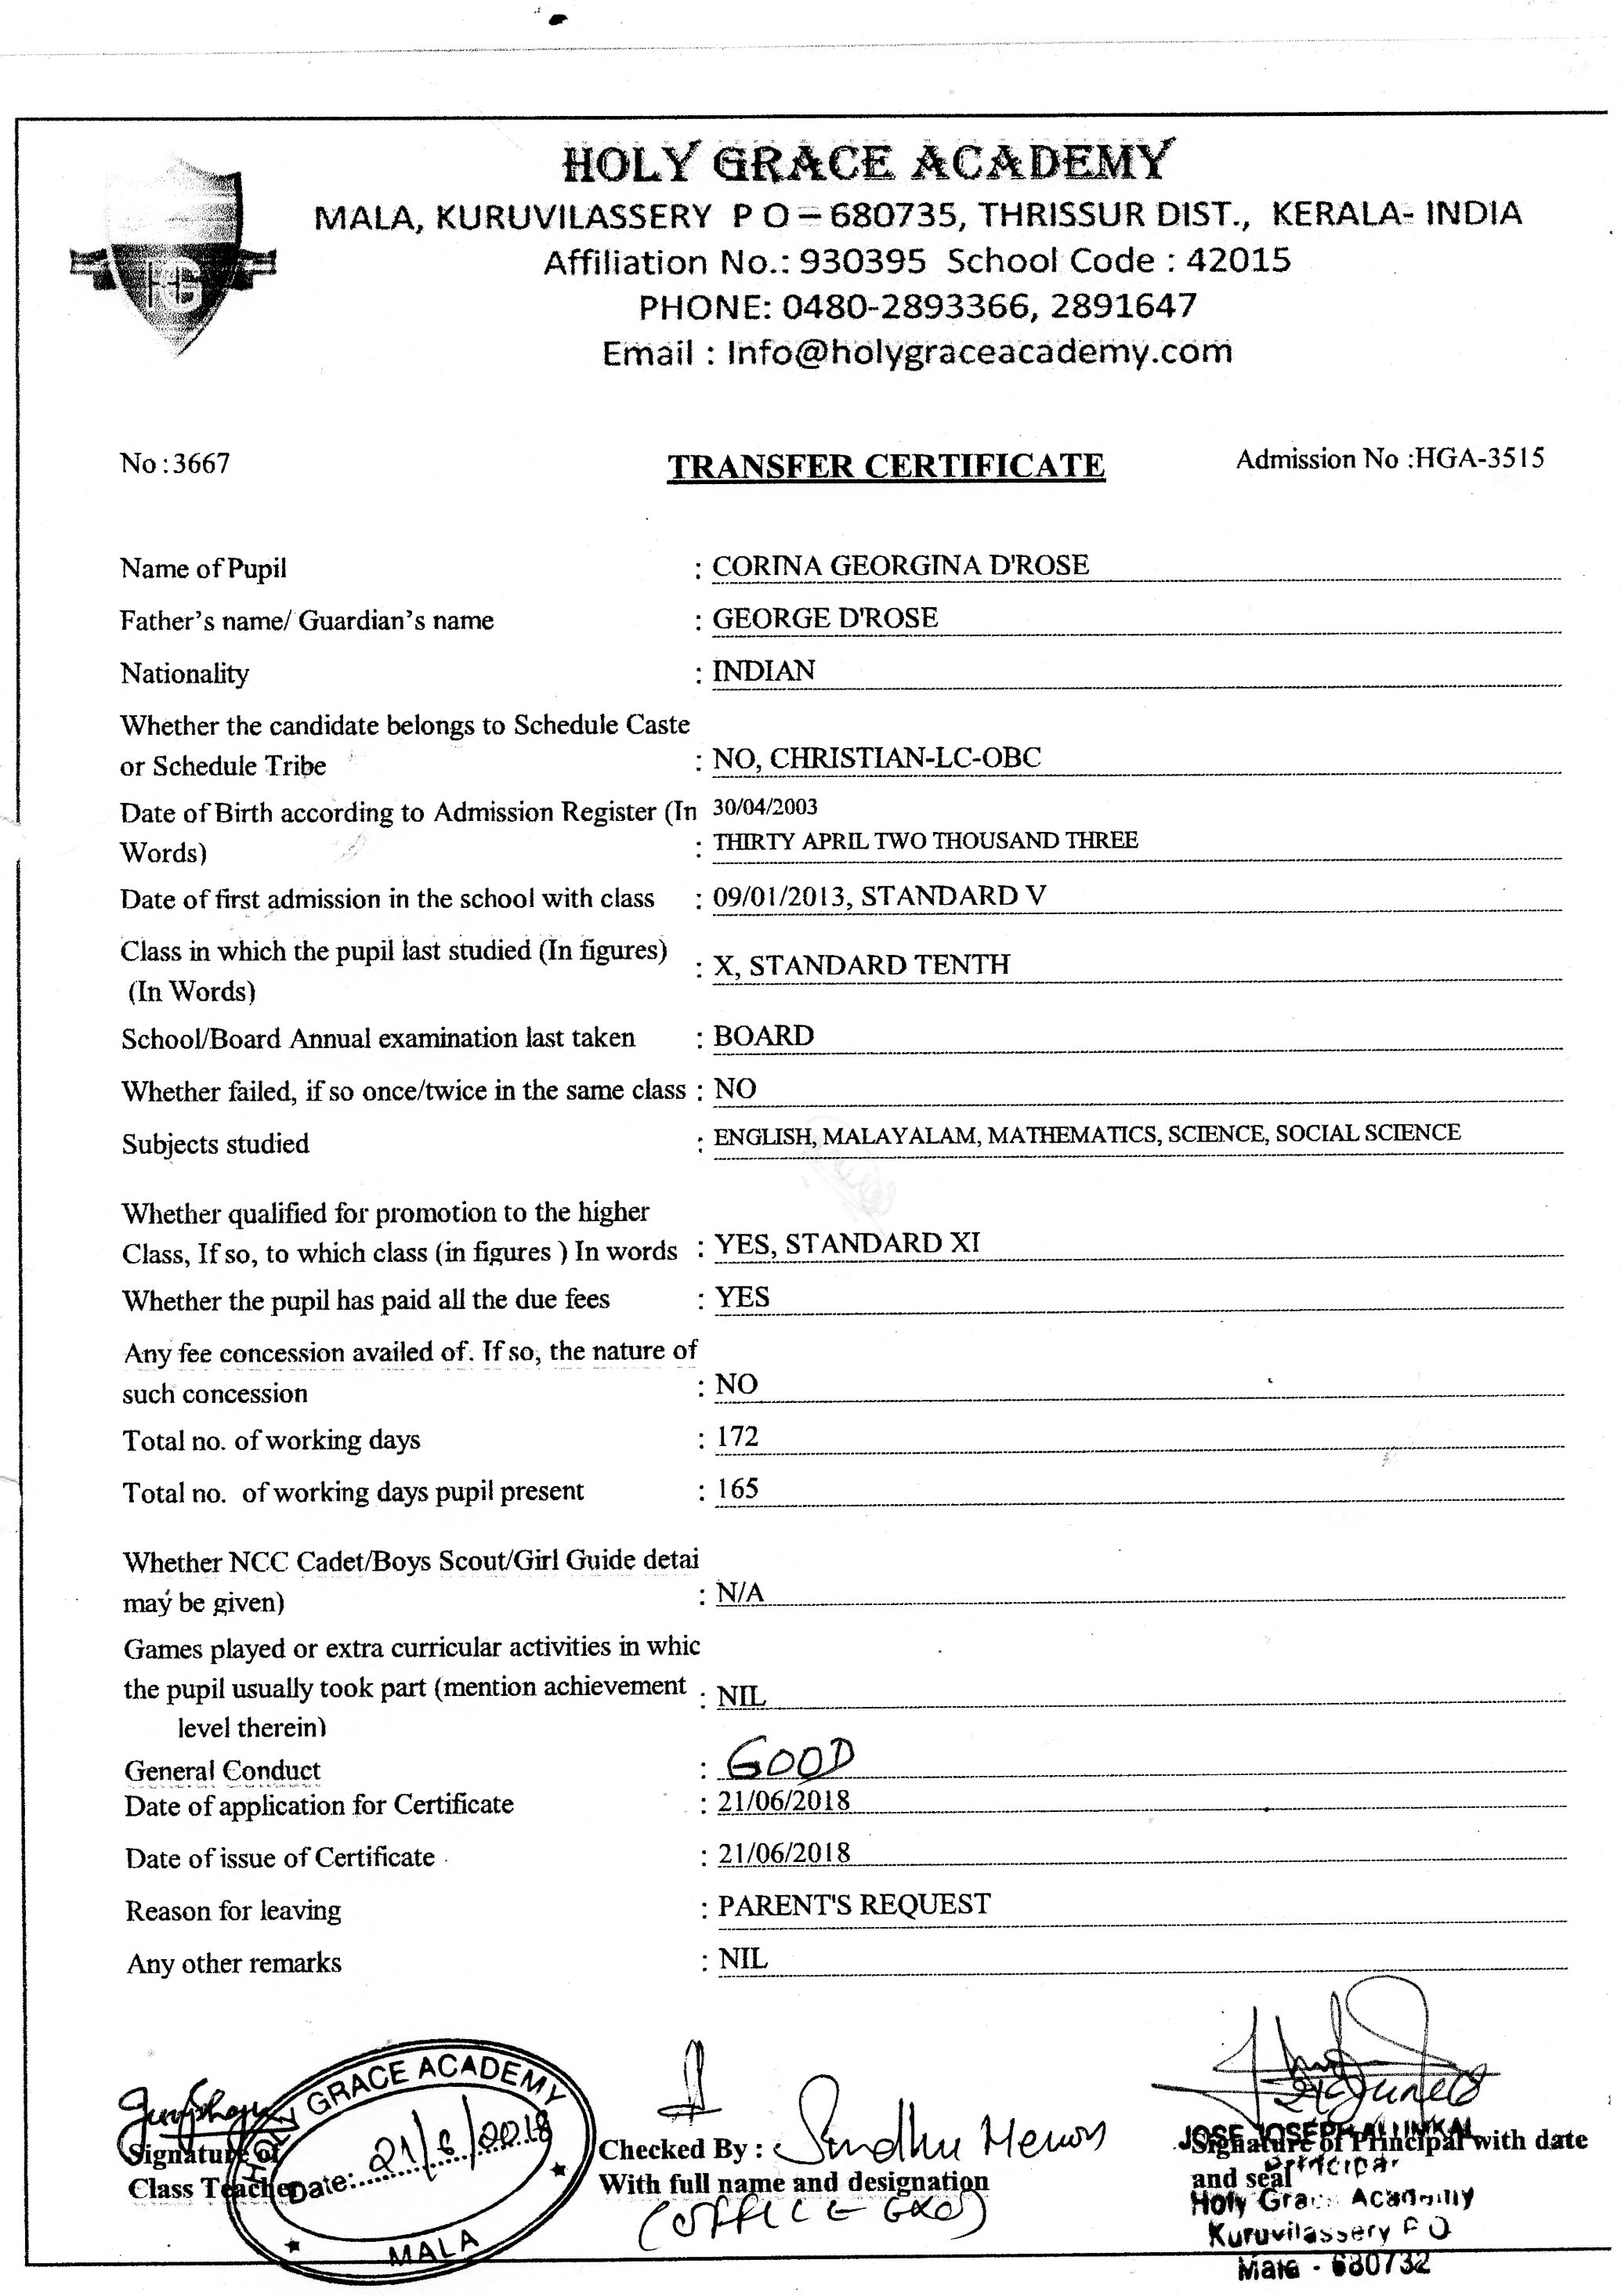 HOLY GRACE ACADEMY
MALA, KURUVILASSERY P O – 680735, THRISSUR DIST., KERALA- INDIA
Affiliation No.: 930395 School Code : 42015
PHONE: 0480-2893366, 2891647
Email : Info@holygraceacademy.com
HG
No :3667 TRANSFER CERTIFICATE Admission No :HGA-3515
Name of Pupil : CORINA GEORGINA D'ROSE
Father's name/ Guardian's name : GEORGE D'ROSE
Nationality : INDIAN
Whether the candidate belongs to Schedule Caste
or Schedule Tribe : NO, CHRISTIAN-LC-OBC
Date of Birth according to Admission Register (In 30/04/2003
Words) : THIRTY APRIL TWO THOUSAND THREE
Date of first admission in the school with class : 09/01/2013, STANDARD V
Class in which the pupil last studied (In figures)
(In Words) : X, STANDARD TENTH
School/Board Annual examination last taken : BOARD
Whether failed, if so once/twice in the same class : NO
Subjects studied : ENGLISH, MALAYALAM, MATHEMATICS, SCIENCE, SOCIAL SCIENCE
Whether qualified for promotion to the higher
Class, If so, to which class (in figures ) In words : YES, STANDARD XI
Whether the pupil has paid all the due fees : YES
Any fee concession availed of. If so, the nature of
such concession : NO
Total no. of working days : 172
Total no. of working days pupil present : 165
Whether NCC Cadet/Boys Scout/Girl Guide detai
may be given) : N/A
Games played or extra curricular activities in whic
the pupil usually took part (mention achievement : NIL
level therein)
General Conduct : GOOD
Date of application for Certificate : 21/06/2018
Date of issue of Certificate : 21/06/2018
Reason for leaving : PARENT'S REQUEST
Any other remarks : NIL
Signature of
Class Teacher
HOLY GRACE ACADEMY
Date: 21/6/2018
MALA
Checked By : Sindhu Menon
With full name and designation
(OFFICE EXE)
JOSE JOSEPH ALUNKAL
Signature of Principal with date
and seal
Principal
Holy Grace Academy
Kuruvilassery P O
Mala - 680732